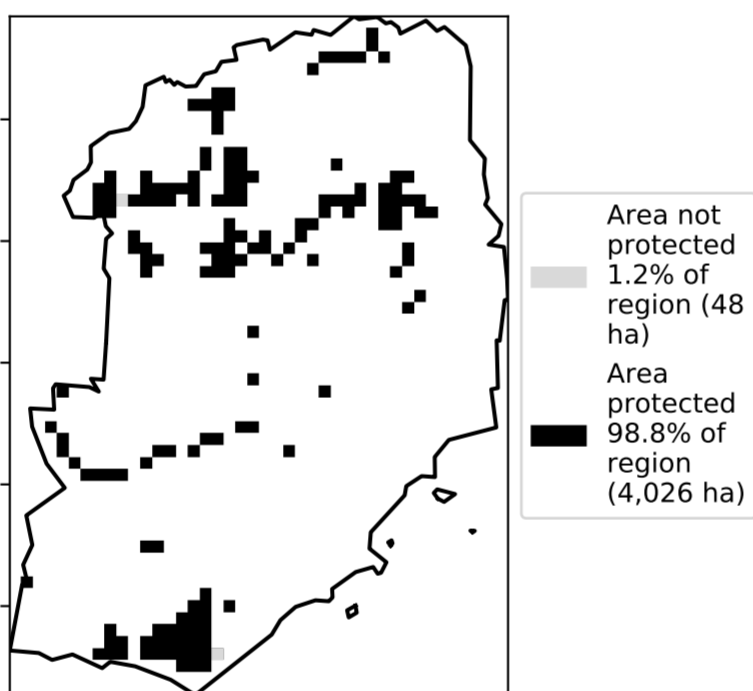 Area not
protected
1.2% of
region (48
ha)
Area
protected
98.8% of
region
(4,026 ha)